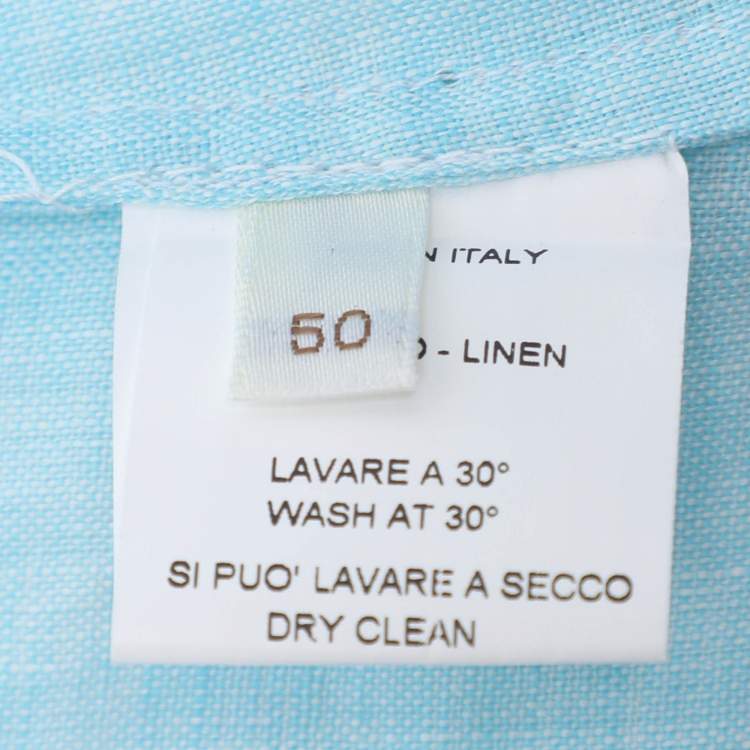 ITALY
50
- LINEN
LAVARE A 30°
WASH AT 30°
SI PUO' LAVARE A SECCO
DRY CLEAN